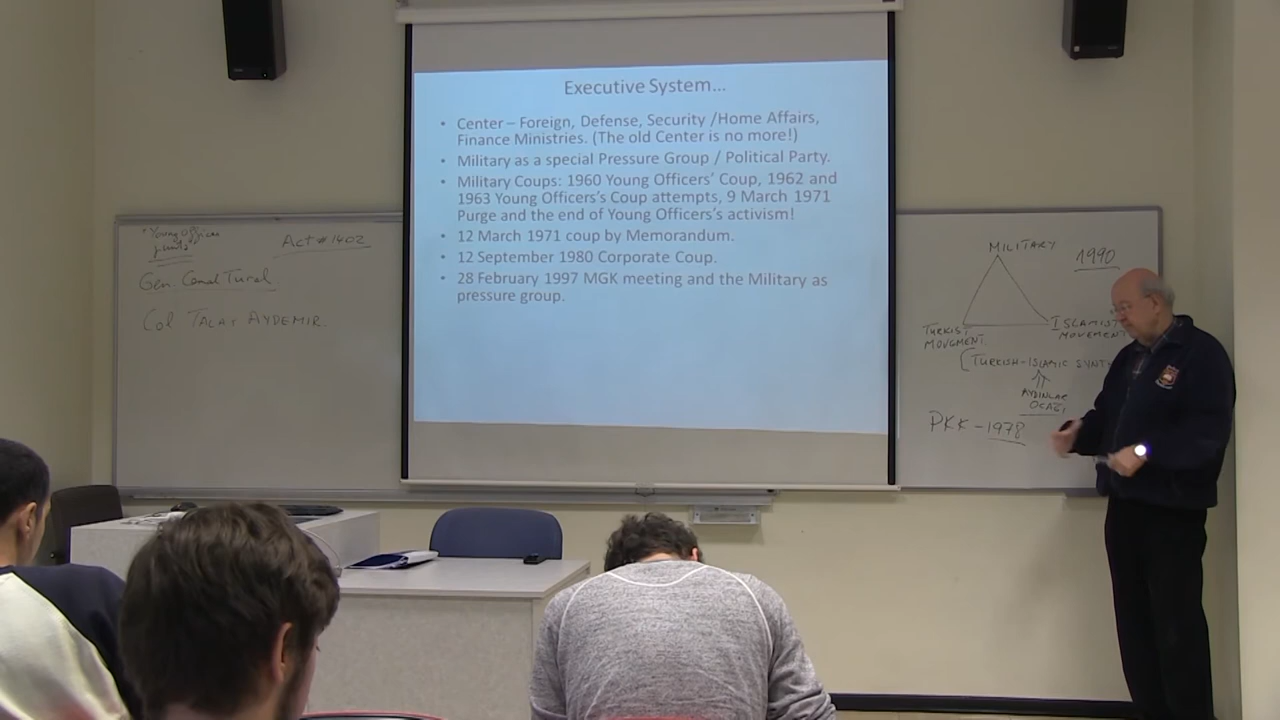 Executive System...
• Center – Foreign, Defense, Security /Home Affairs,
Finance Ministries. (The old Center is no more!)
• Military as a special Pressure Group / Political Party.
• Military Coups: 1960 Young Officers' Coup, 1962 and
1963 Young Officers's Coup attempts, 9 March 1971
Purge and the end of Young Officers's activism!
• 12 March 1971 coup by Memorandum.
• 12 September 1980 Corporate Coup.
• 28 February 1997 MGK meeting and the Military as
pressure group.
"Young Officer
Act # 1402
Gen. Cemal Tural
Col TALAT AYDEMIR.
MILITARY
1990
TURKIST
MOVEMENT
ISLAMIST
MOVEMENT
[TURKISH-ISLAMIC SYNT
AYDINLAR
OCAĞI
PKK - 1978